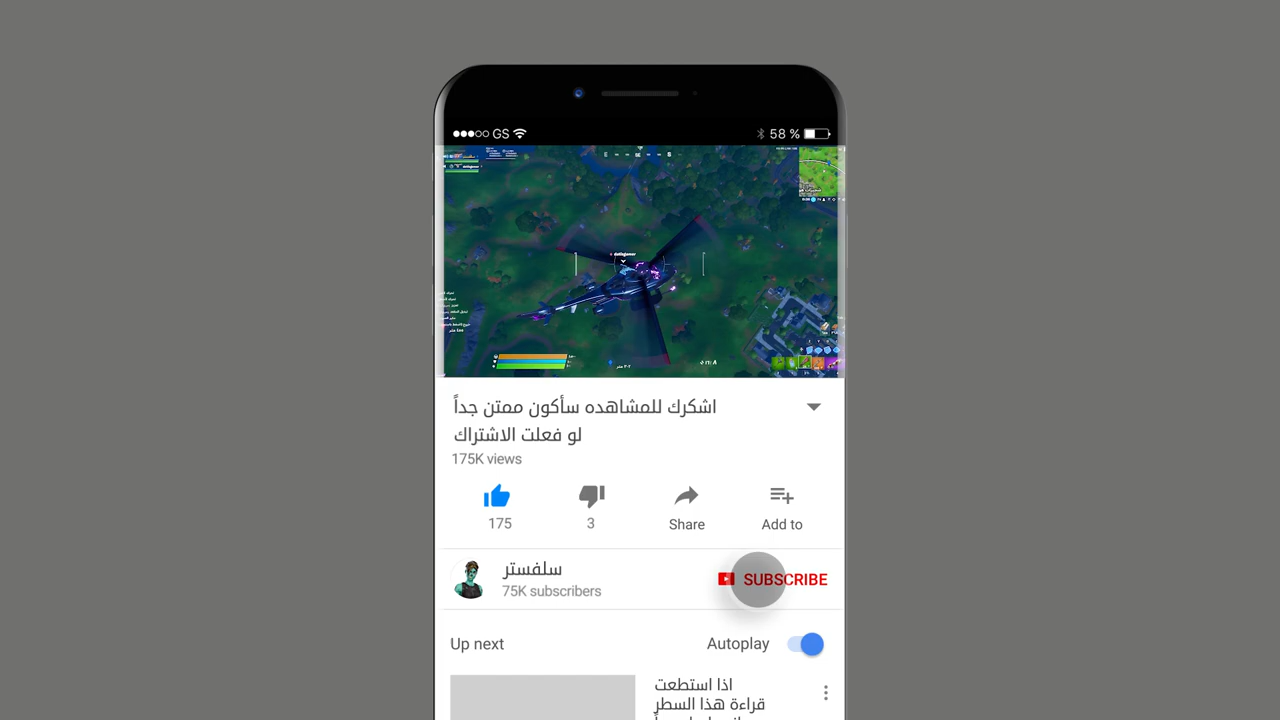 GS
58 %
اشكرك للمشاهده سأكون ممتن جداً
لو فعلت الاشتراك
175K views
175
3
Share
Add to
سلفستر
75K subscribers
SUBSCRIBE
Up next
Autoplay
اذا استطعت
قراءة هذا السطر